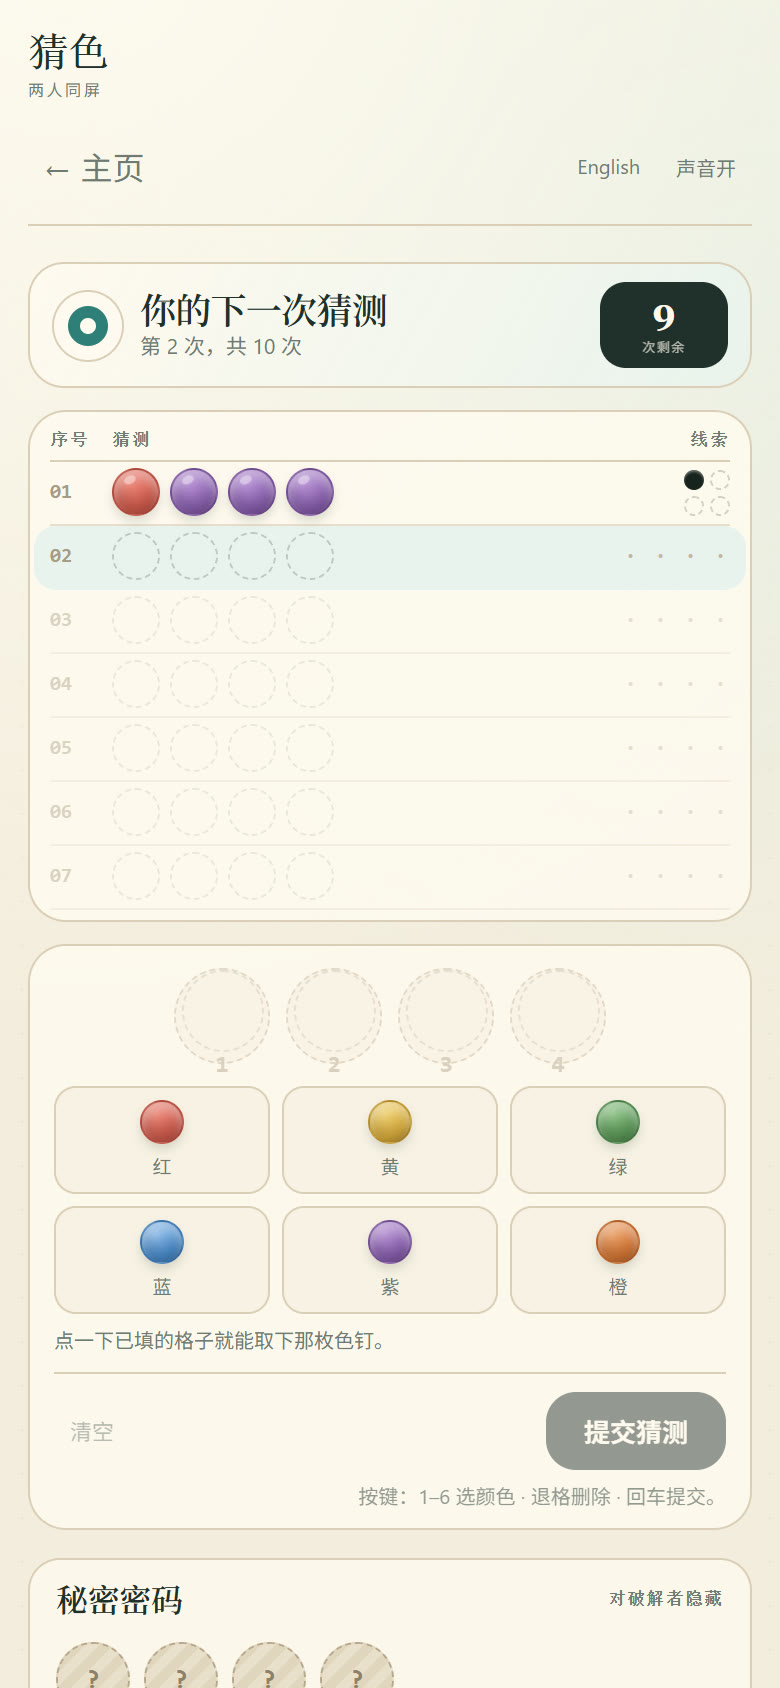 猜色
两人同屏
← 主页
English
声音开
你的下一次猜测
第 2 次，共 10 次
9
次剩余
序号 猜测 线索
01
02
03
04
05
06
07
1 2 3 4
红 黄 绿
蓝 紫 橙
点一下已填的格子就能取下那枚色钉。
清空
提交猜测
按键：1–6 选颜色 · 退格删除 · 回车提交。
秘密密码
对破解者隐藏
? ? ? ?